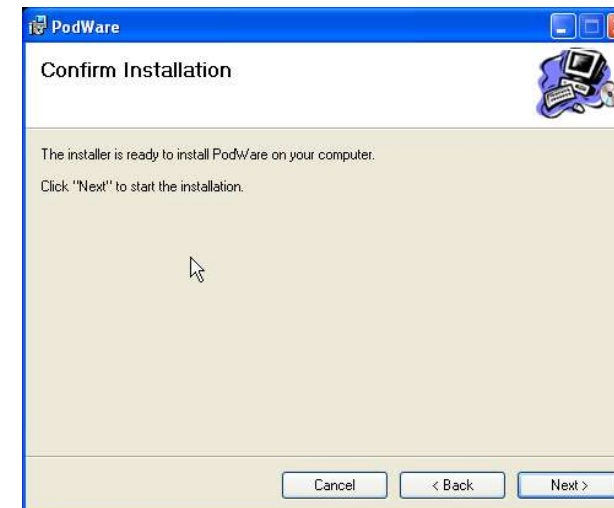 PodWare
Confirm Installation
The installer is ready to install PodWare on your computer.
Click "Next" to start the installation.
Cancel
< Back
Next >